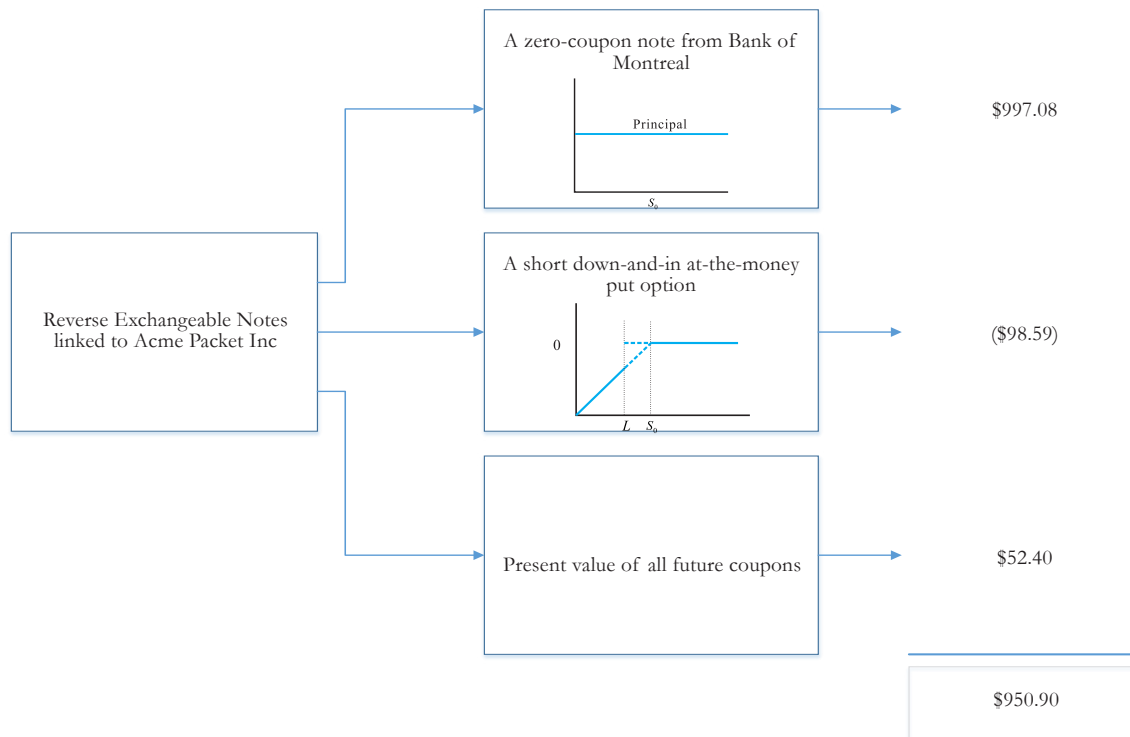 A zero-coupon note from Bank of
Montreal
Principal
S₀
$997.08
Reverse Exchangeable Notes
linked to Acme Packet Inc
A short down-and-in at-the-money
put option
0
L S₀
($98.59)
Present value of all future coupons
$52.40
$950.90